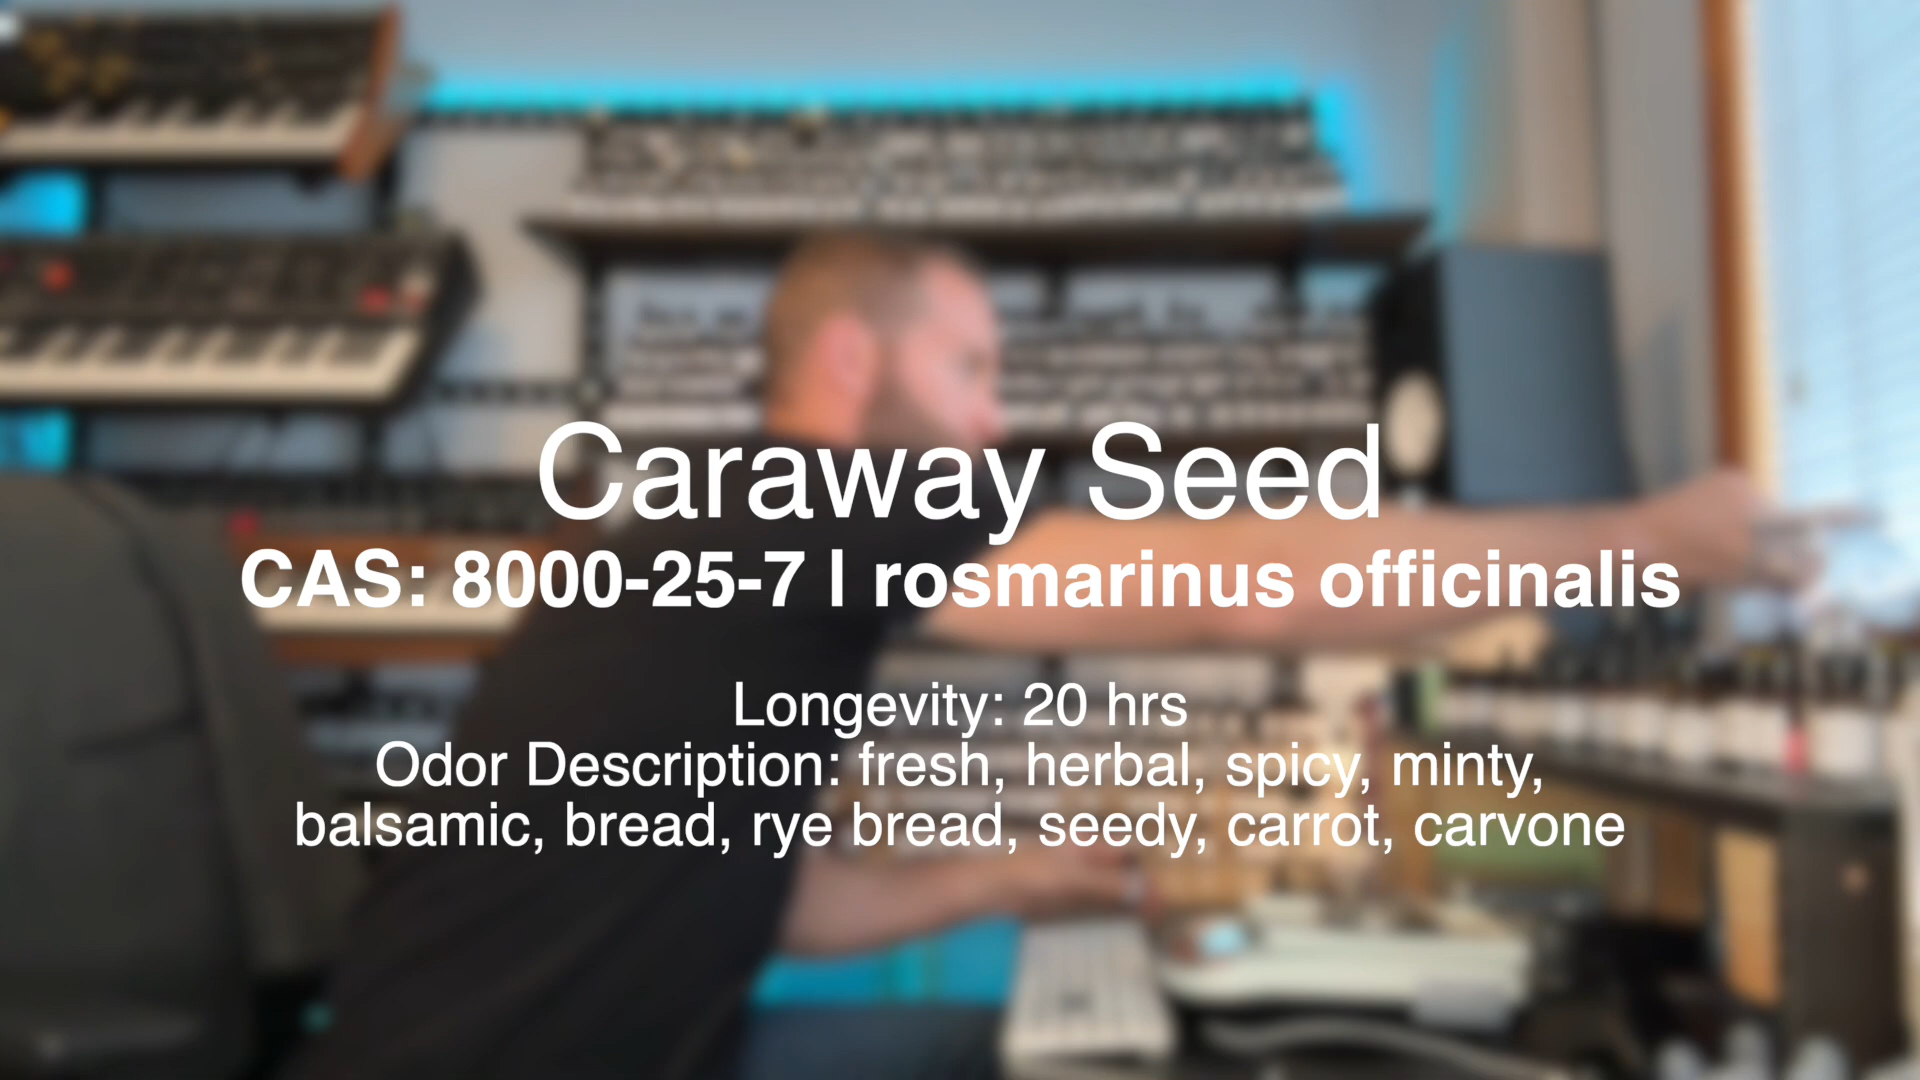 Caraway Seed
CAS: 8000-25-7 | rosmarinus officinalis
Longevity: 20 hrs
Odor Description: fresh, herbal, spicy, minty,
balsamic, bread, rye bread, seedy, carrot, carvone